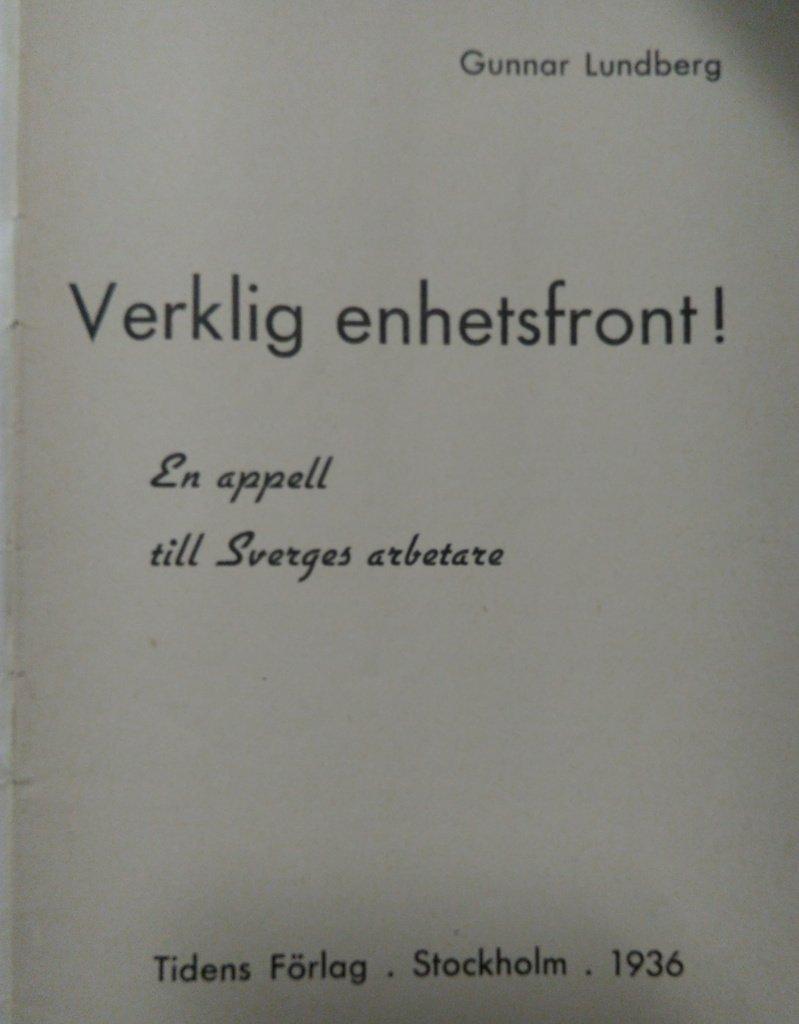 Gunnar Lundberg
Verklig enhetsfront!
En appell
till Sverges arbetare
Tidens Förlag . Stockholm . 1936